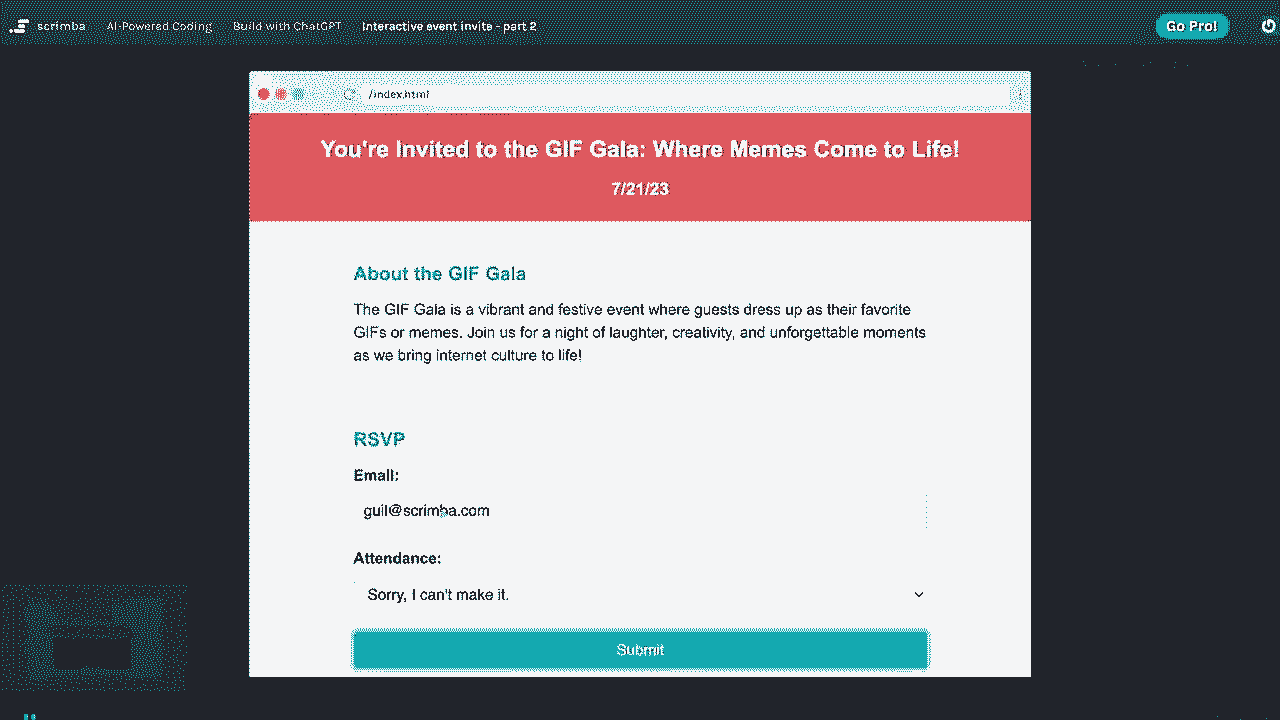 scrimba AI-Powered Coding Build with ChatGPT Interactive event invite - part 2 Go Pro!
/index.html
You're Invited to the GIF Gala: Where Memes Come to Life!
7/21/23
About the GIF Gala
The GIF Gala is a vibrant and festive event where guests dress up as their favorite
GIFs or memes. Join us for a night of laughter, creativity, and unforgettable moments
as we bring internet culture to life!
RSVP
Email:
guil@scrimba.com
Attendance:
Sorry, I can't make it.
Submit